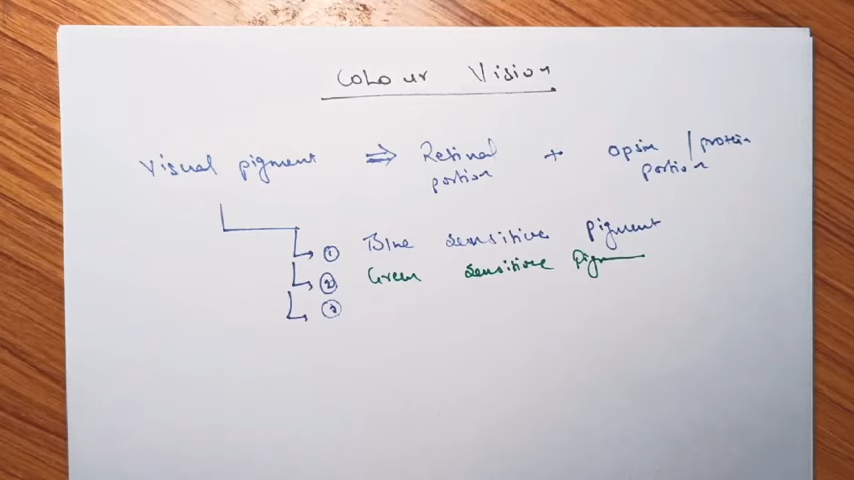 Colour Vision
Visual pigment ⇒ Retinal portion + opsin / protein portion
① Blue sensitive pigment
② Green sensitive Pigm
③